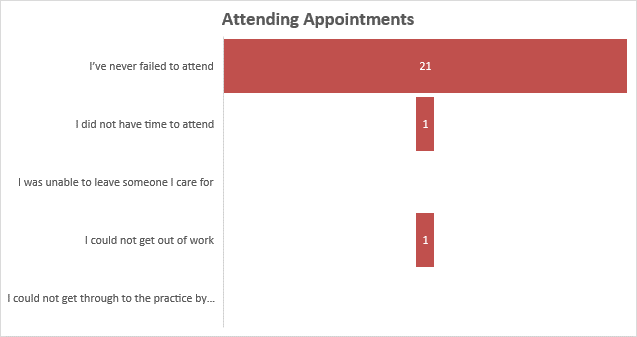 Attending Appointments
I've never failed to attend
21
I did not have time to attend
1
I was unable to leave someone I care for
I could not get out of work
1
I could not get through to the practice by...